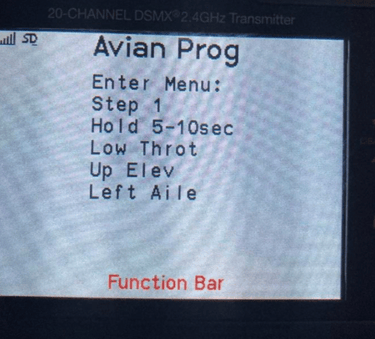 20-CHANNEL DSMX®2.4GHz Transmitter
SD
Avian Prog
Enter Menu:
Step 1
Hold 5-10sec
Low Throt
Up Elev
Left Aile
Function Bar